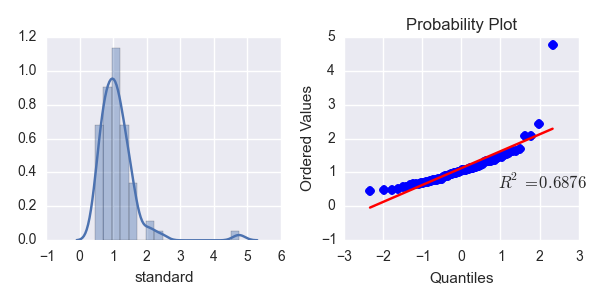 1.2
1.0
0.8
0.6
0.4
0.2
0.0
−1 0 1 2 3 4 5 6
standard
Probability Plot
5
4
3
2
1
0
−1
Ordered Values
R² =0.6876
−3 −2 −1 0 1 2 3
Quantiles